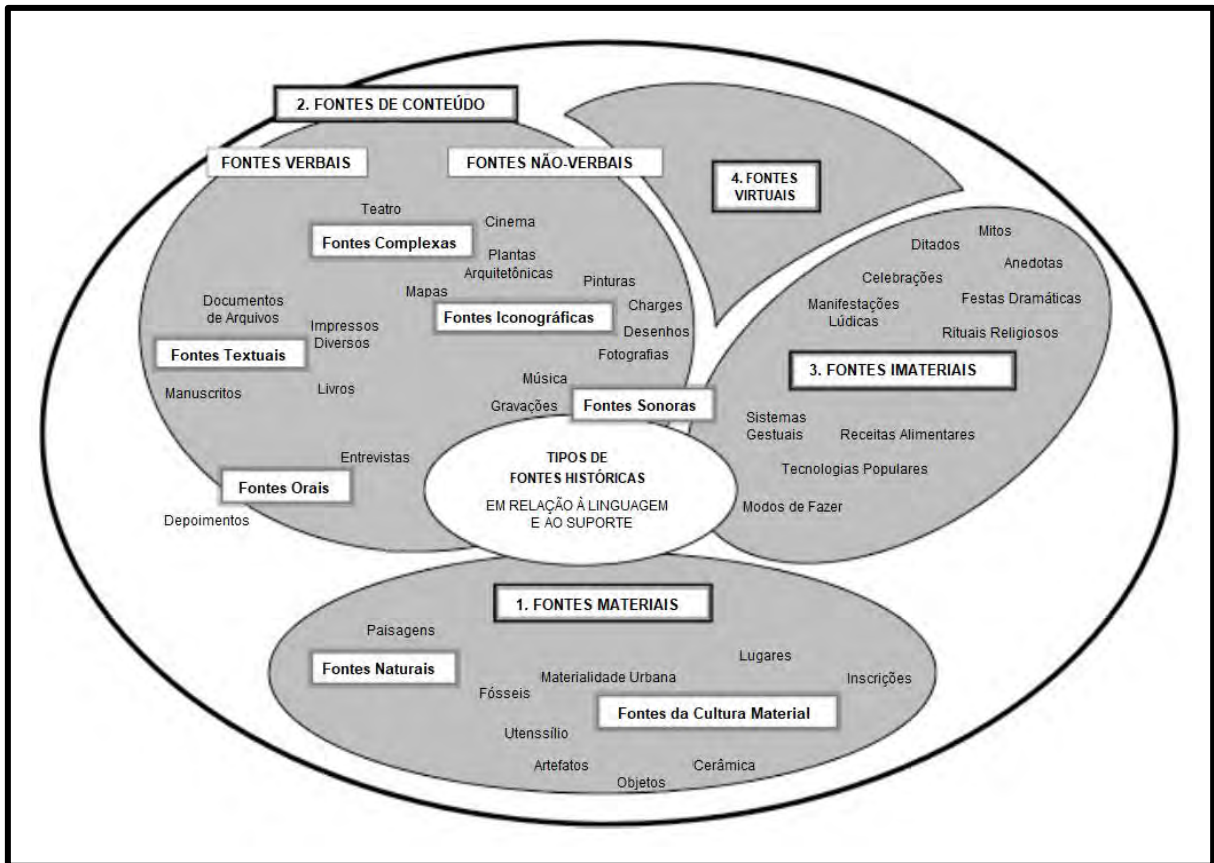 2. FONTES DE CONTEÚDO
FONTES VERBAIS
FONTES NÃO-VERBAIS
Teatro
Cinema
Fontes Complexas
Plantas
Arquitetônicas
Pinturas
Mapas
Charges
Fontes Iconográficas
Desenhos
Fotografias
Documentos
de Arquivos
Impressos
Diversos
Fontes Textuais
Manuscritos
Livros
Música
Gravações
Fontes Sonoras
Entrevistas
Fontes Orais
Depoimentos
TIPOS DE
FONTES HISTÓRICAS
EM RELAÇÃO À LINGUAGEM
E AO SUPORTE
4. FONTES
VIRTUAIS
Mitos
Ditados
Anedotas
Celebrações
Festas Dramáticas
Manifestações
Lúdicas
Rituais Religiosos
3. FONTES IMATERIAIS
Sistemas
Gestuais
Receitas Alimentares
Tecnologias Populares
Modos de Fazer
1. FONTES MATERIAIS
Paisagens
Fontes Naturais
Fósseis
Materialidade Urbana
Lugares
Inscrições
Fontes da Cultura Material
Utenssílio
Artefatos
Objetos
Cerâmica